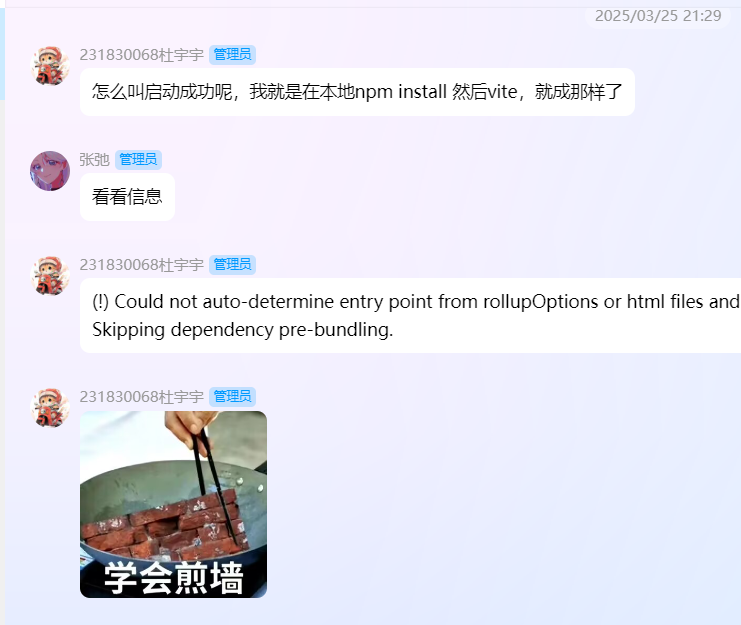 2025/03/25 21:29
231830068杜宇宇 管理员
怎么叫启动成功呢，我就是在本地npm install 然后vite，就成那样了
张弛 管理员
看看信息
231830068杜宇宇 管理员
(!) Could not auto-determine entry point from rollupOptions or html files and
Skipping dependency pre-bundling.
231830068杜宇宇 管理员
学会煎墙